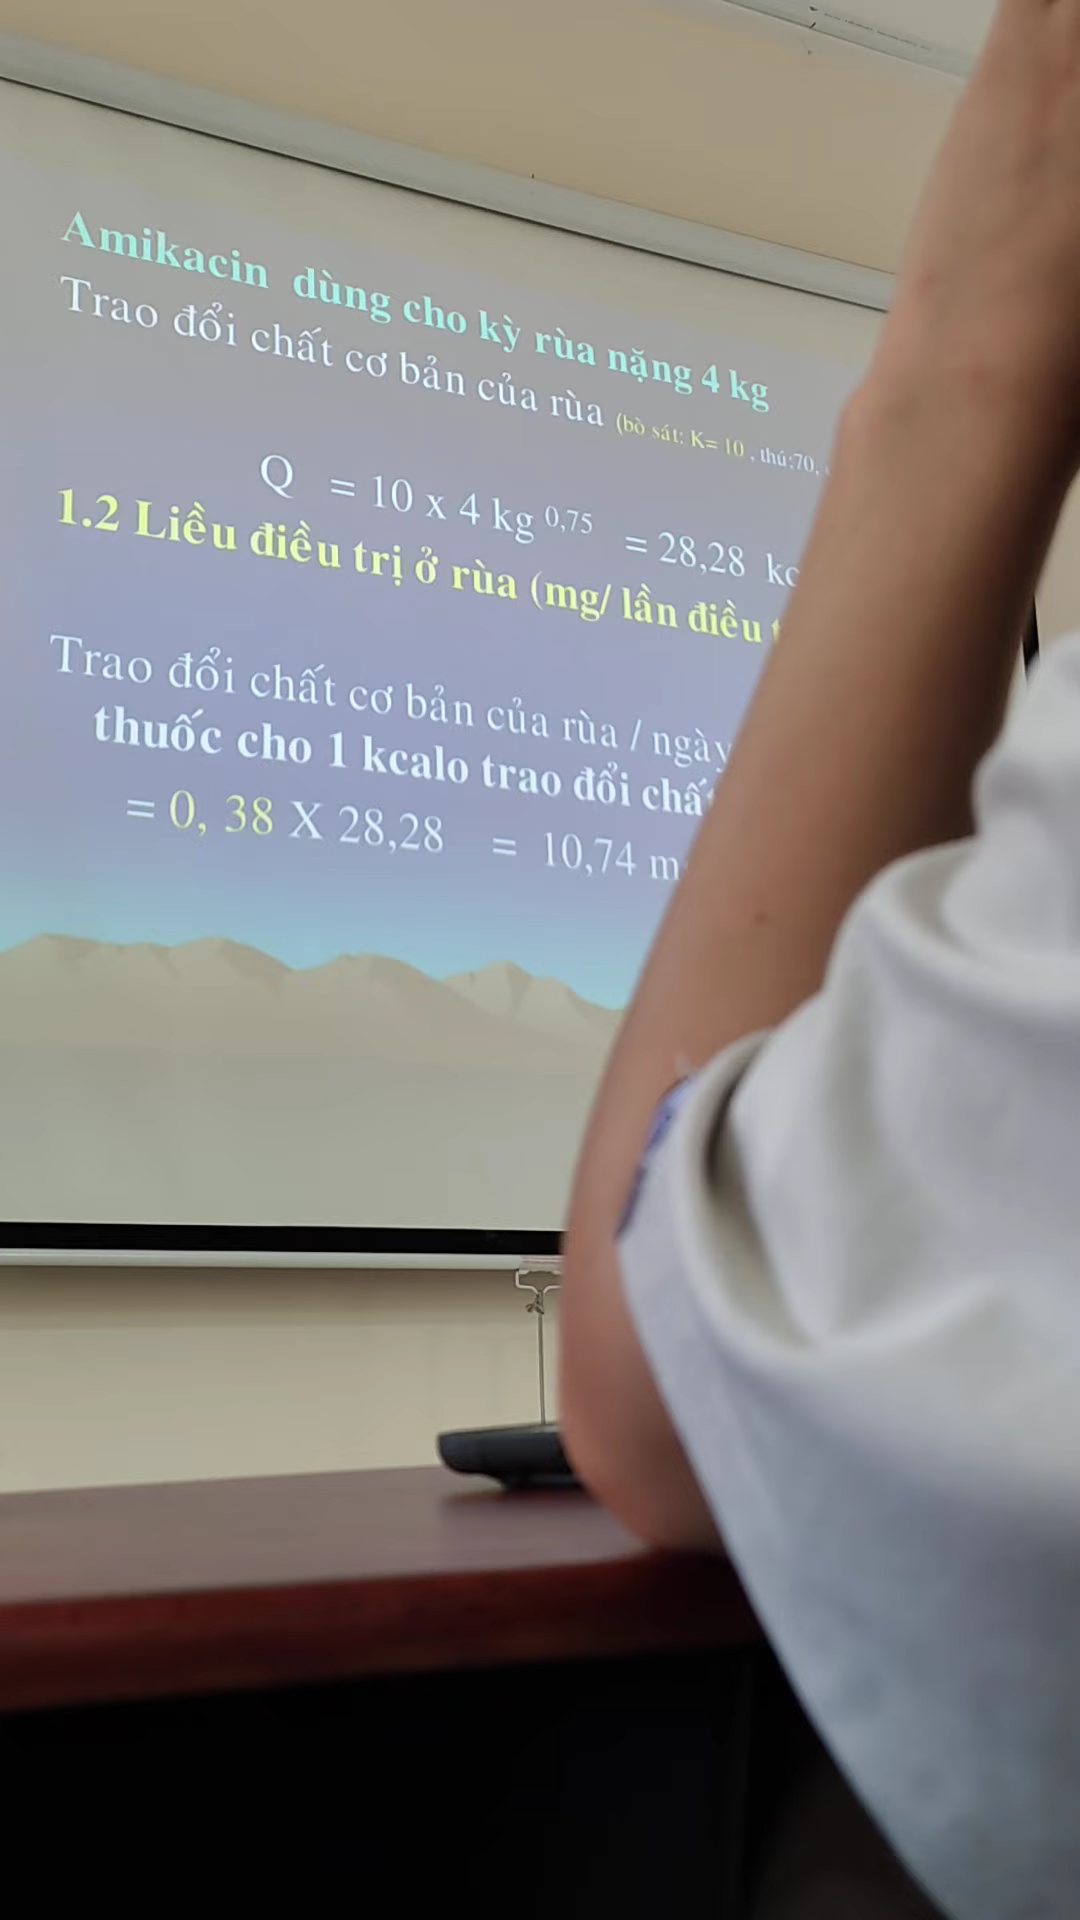 Amikacin dùng cho kỳ rùa nặng 4 kg
Trao đổi chất cơ bản của rùa (bò sát: K= 10 , thú:70,
Q = 10 x 4 kg 0,75 = 28,28
1.2 Liều điều trị ở rùa (mg/ lần điều
Trao đổi chất cơ bản của rùa / ngày
thuốc cho 1 kcalo trao đổi
= 0, 38 X 28,28 = 10,74